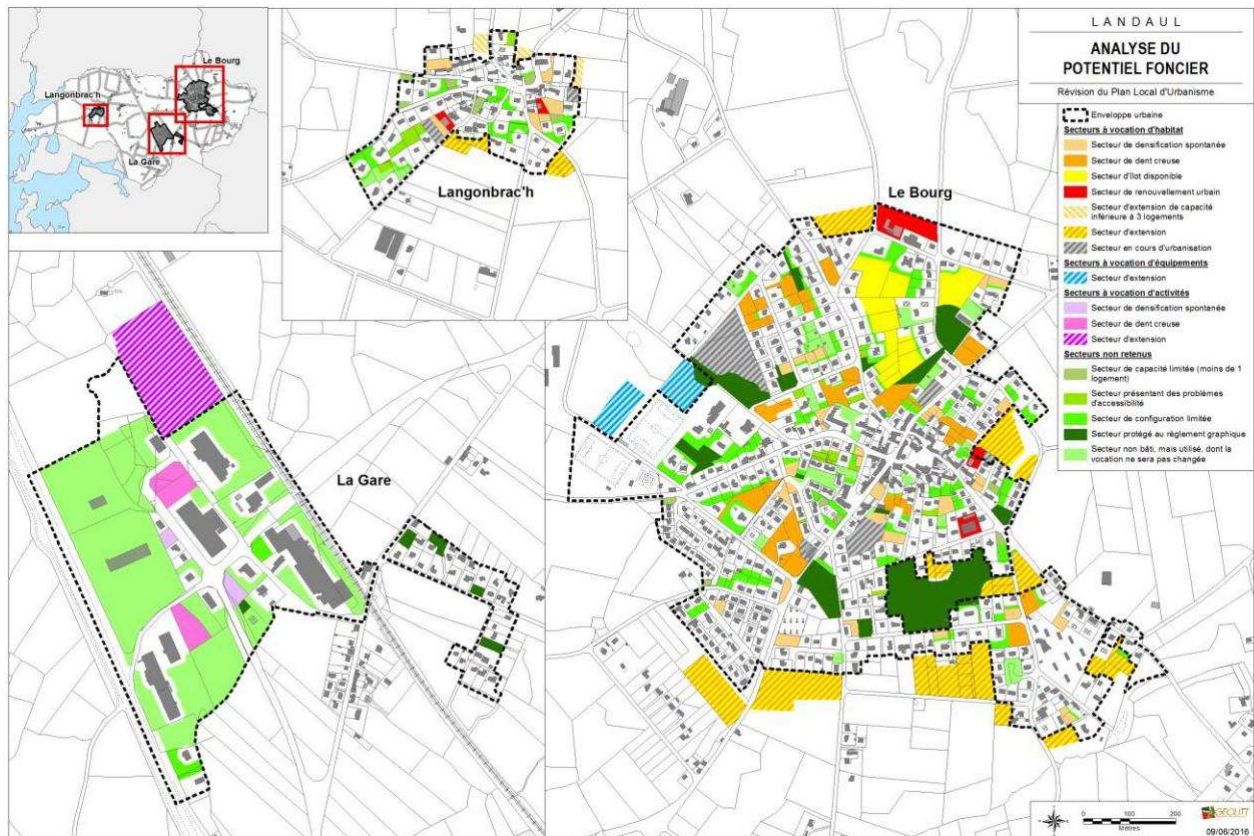 Le Bourg
Langonbrac'h
La Gare
Langonbrac'h
Le Bourg
La Gare
LANDAUL
ANALYSE DU
POTENTIEL FONCIER
Révision du Plan Local d'Urbanisme
Enveloppe urbaine
Secteurs à vocation d'habitat
Secteur de densification spontanée
Secteur de dent creuse
Secteur d'îlot disponible
Secteur de renouvellement urbain
Secteur d'extension de capacité
inférieure à 3 logements
Secteur d'extension
Secteur en cours d'urbanisation
Secteurs à vocation d'équipements
Secteur d'extension
Secteurs à vocation d'activités
Secteur de densification spontanée
Secteur de dent creuse
Secteur d'extension
Secteurs non retenus
Secteur de capacité limitée (moins de 1
logement)
Secteur présentant des problèmes
d'accessibilité
Secteur de configuration limitée
Secteur protégé au règlement graphique
Secteur non bâti, mais utilisé, dont la
vocation ne sera pas changée
0 100 200
Mètres
GEOLITT
09/06/2016